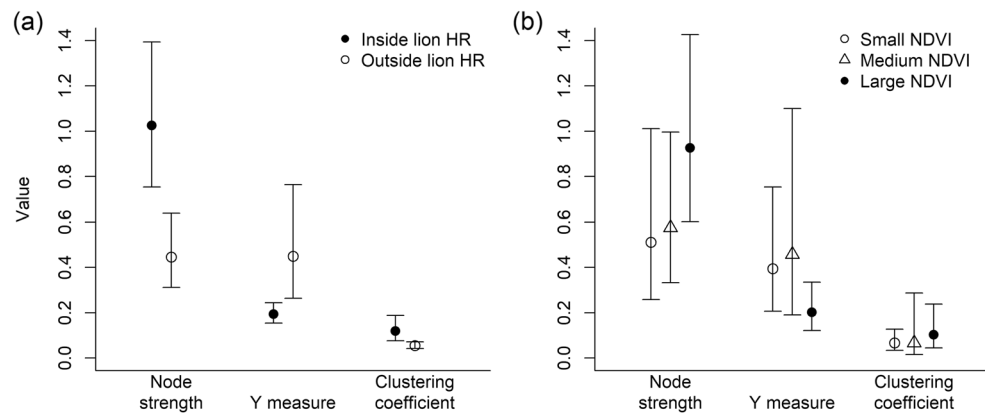 (a)
Inside lion HR
Outside lion HR
Value
1.4
1.2
1.0
0.8
0.6
0.4
0.2
0.0
Node
strength
Y measure
Clustering
coefficient
(b)
Small NDVI
Medium NDVI
Large NDVI
1.4
1.2
1.0
0.8
0.6
0.4
0.2
0.0
Node
strength
Y measure
Clustering
coefficient